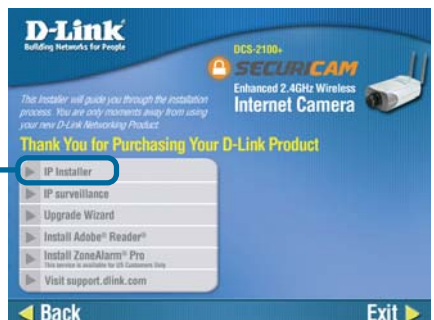 D-Link
Building Networks for People
DCS-2100+
SECURICAM
Enhanced 2.4GHz Wireless
Internet Camera
This Installer will guide you through the installation
process. You are only moments away from using
your new D-Link Networking Product
Thank You for Purchasing Your D-Link Product
IP Installer
IP surveillance
Upgrade Wizard
Install Adobe® Reader®
Install ZoneAlarm® Pro
This service is available for US Customers Only
Visit support.dlink.com
Back
Exit